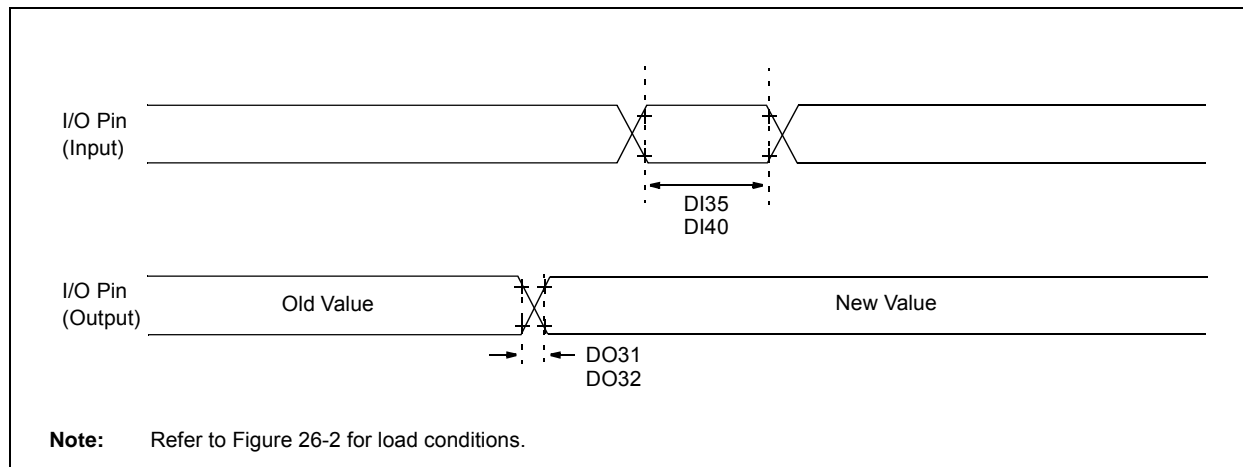 I/O Pin
(Input)
DI35
DI40
I/O Pin
(Output)
Old Value
New Value
DO31
DO32
Note: Refer to Figure 26-2 for load conditions.